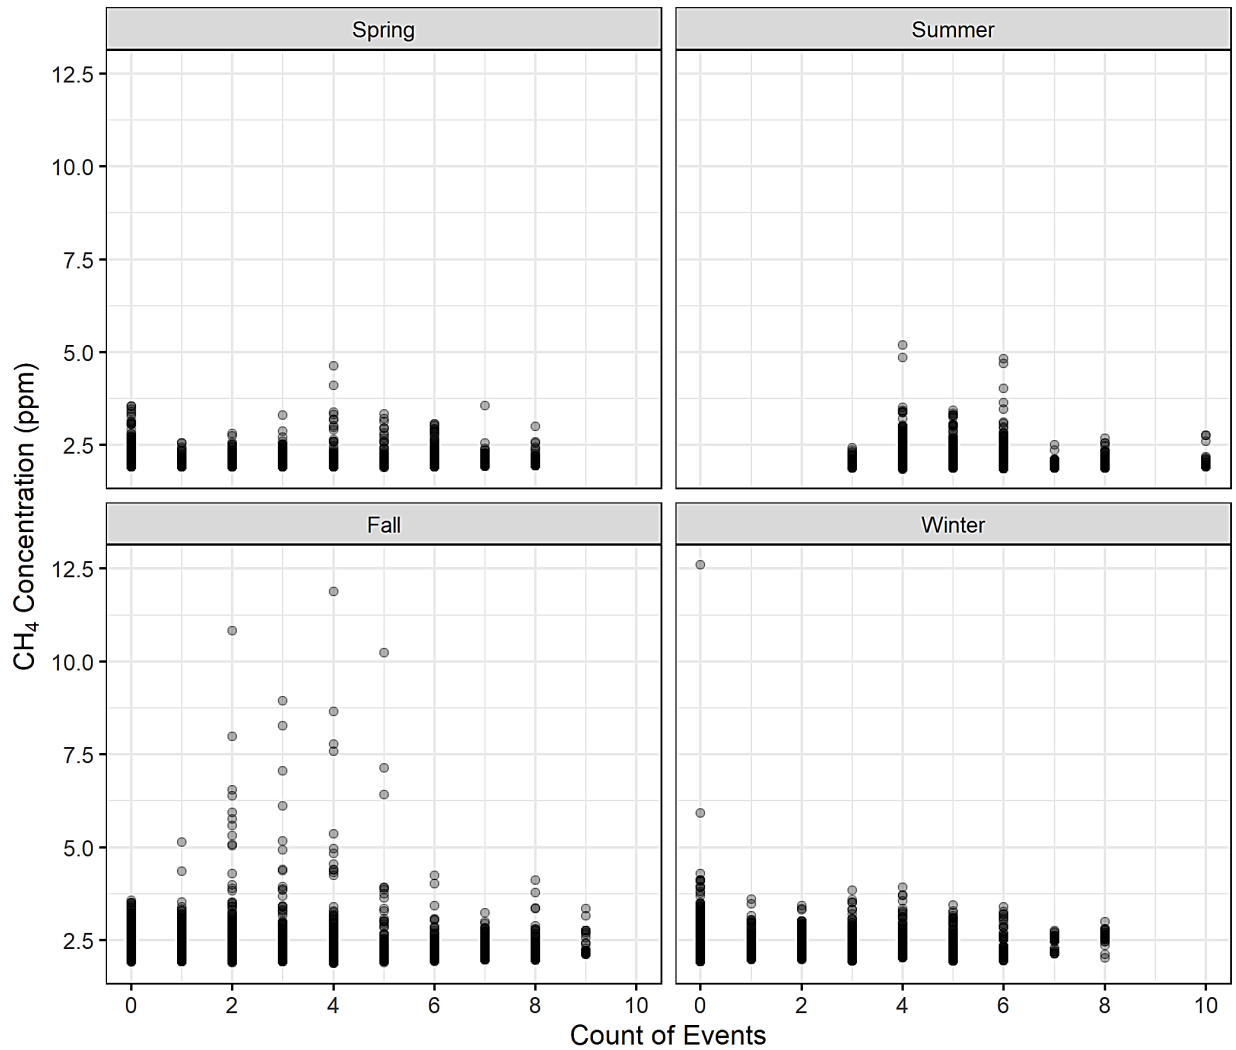 Spring
Summer
12.5
10.0
7.5
5.0
2.5
Fall
Winter
12.5
10.0
7.5
5.0
2.5
0 2 4 6 8 10
0 2 4 6 8 10
Count of Events
CH₄ Concentration (ppm)